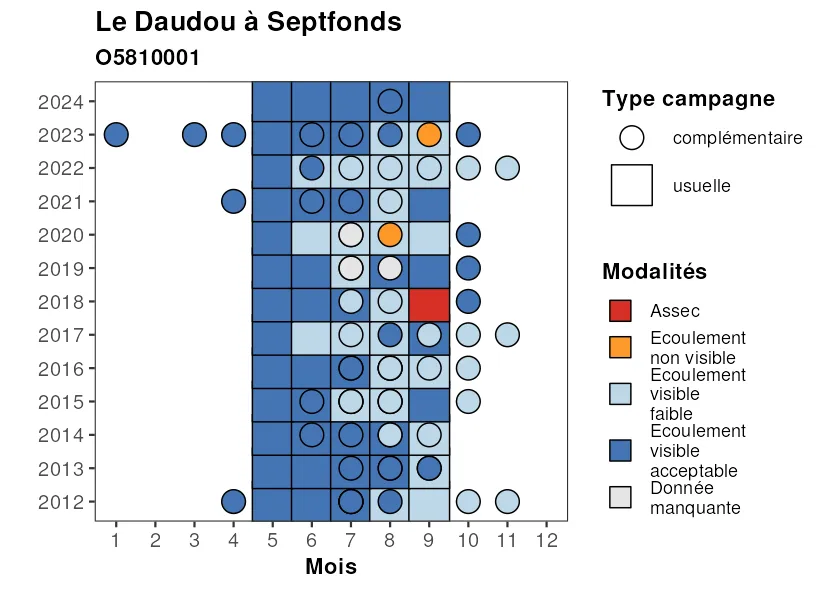 Le Daudou à Septfonds
O5810001
2024
2023
2022
2021
2020
2019
2018
2017
2016
2015
2014
2013
2012
1 2 3 4 5 6 7 8 9 10 11 12
Mois
Type campagne
complémentaire
usuelle
Modalités
Assec
Ecoulement
non visible
Ecoulement
visible
faible
Ecoulement
visible
acceptable
Donnée
manquante